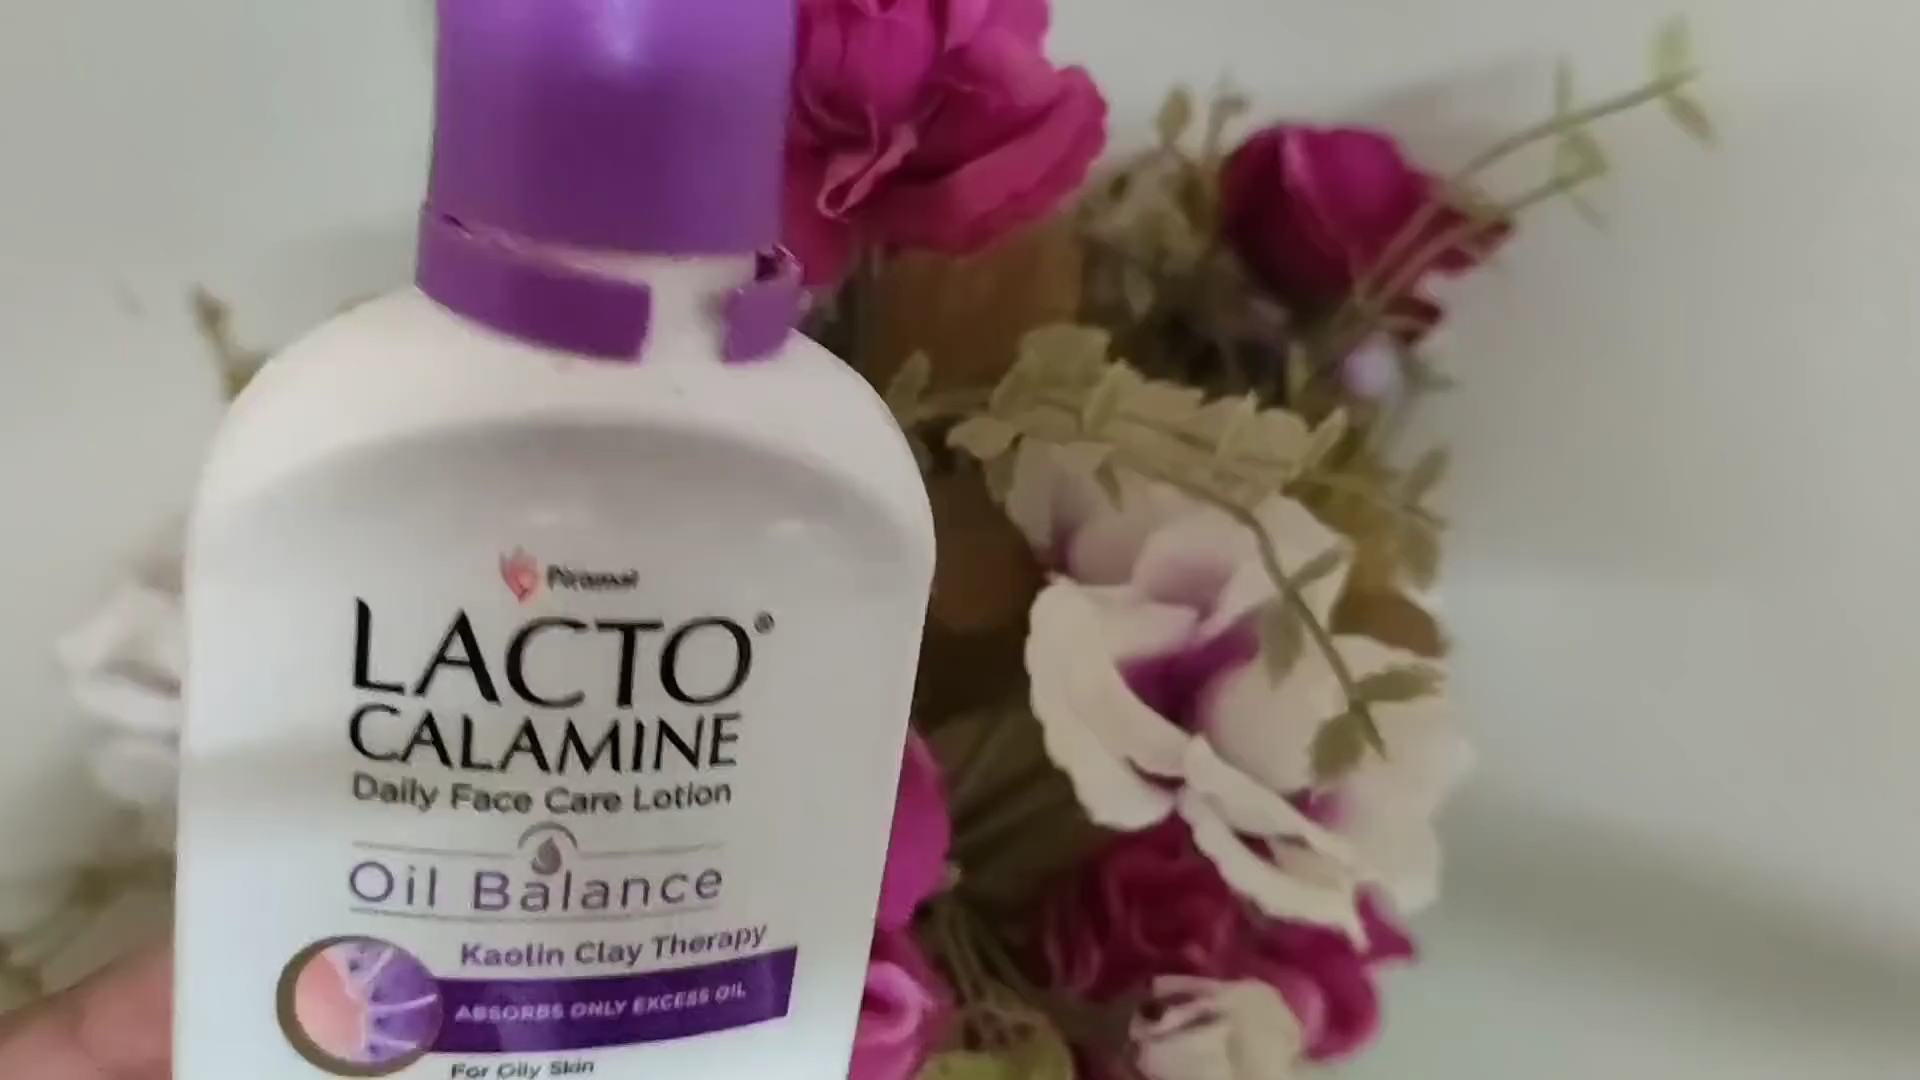 Piramal
LACTO®
CALAMINE
Daily Face Care Lotion
Oil Balance
Kaolin Clay Therapy
ABSORBS ONLY EXCESS OIL
For Oily Skin